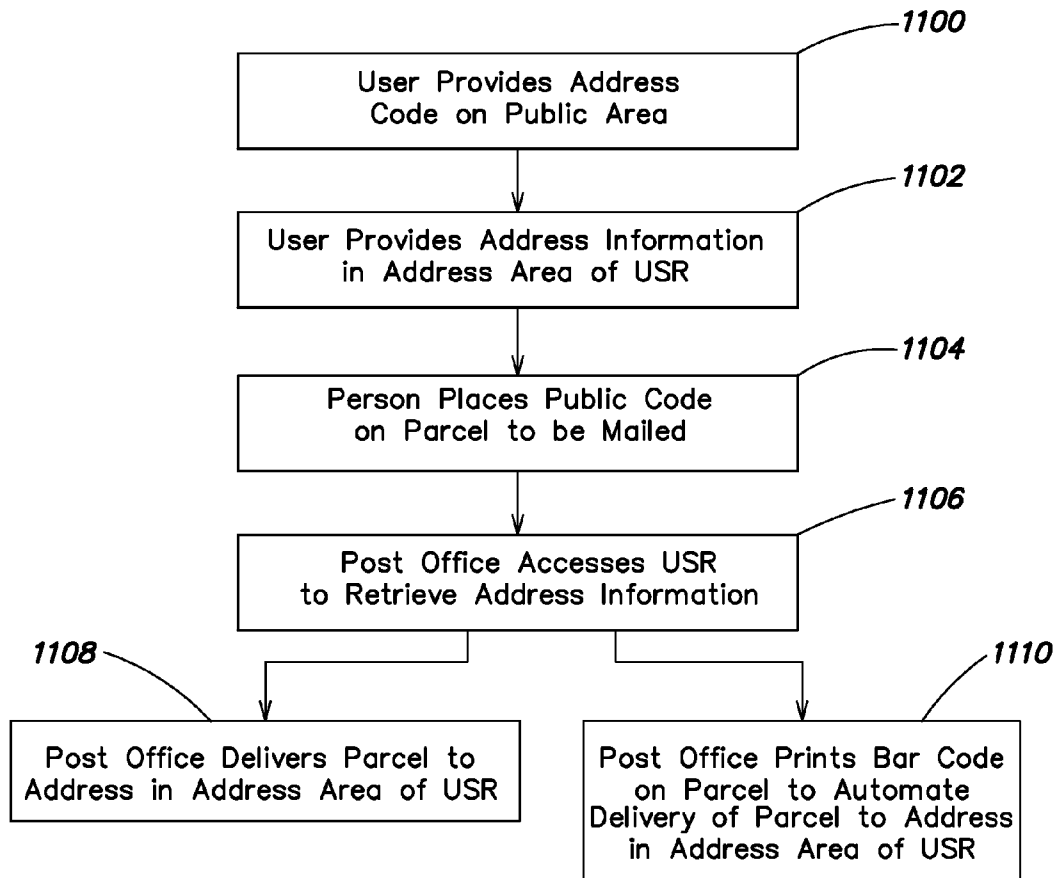 1100
User Provides Address
Code on Public Area
1102
User Provides Address Information
in Address Area of USR
1104
Person Places Public Code
on Parcel to be Mailed
1106
Post Office Accesses USR
to Retrieve Address Information
1108
1110
Post Office Delivers Parcel to
Address in Address Area of USR
Post Office Prints Bar Code
on Parcel to Automate
Delivery of Parcel to Address
in Address Area of USR